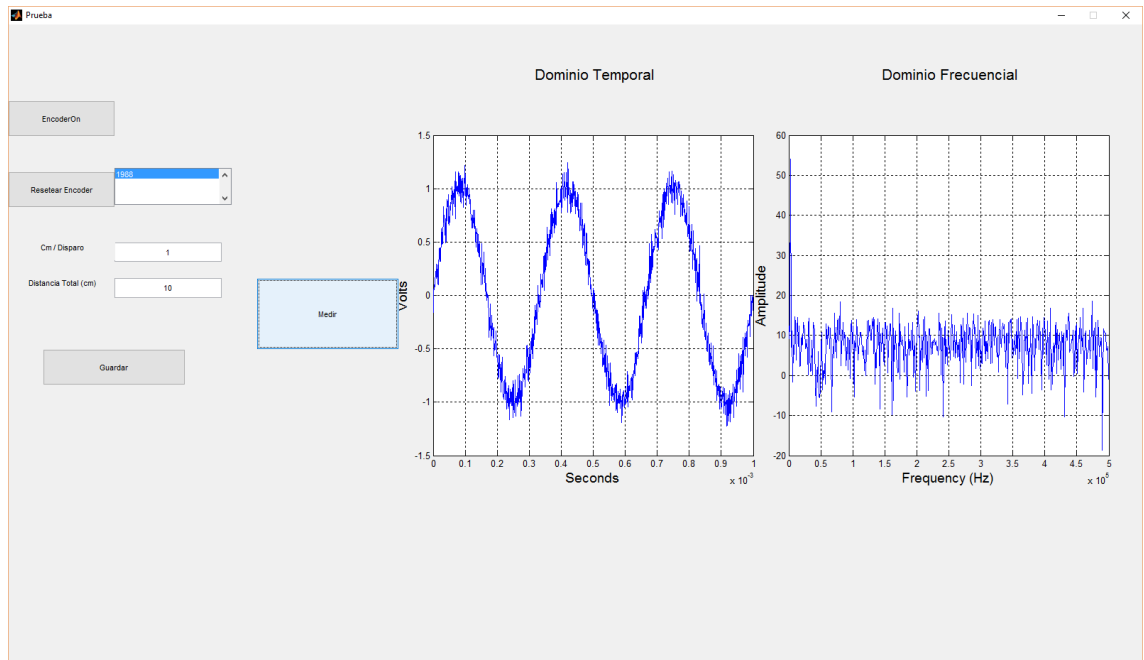 Prueba
EncoderOn
Resetear Encoder
1988
Cm / Disparo
1
Distancia Total (cm)
10
Medir
Guardar
Dominio Temporal
1.5
1
0.5
0
-0.5
-1
-1.5
Volts
0 0.1 0.2 0.3 0.4 0.5 0.6 0.7 0.8 0.9 1
Seconds
x 10^-3
Dominio Frecuencial
60
50
40
30
20
10
0
-10
-20
Amplitude
0 0.5 1 1.5 2 2.5 3 3.5 4 4.5 5
Frequency (Hz)
x 10^5